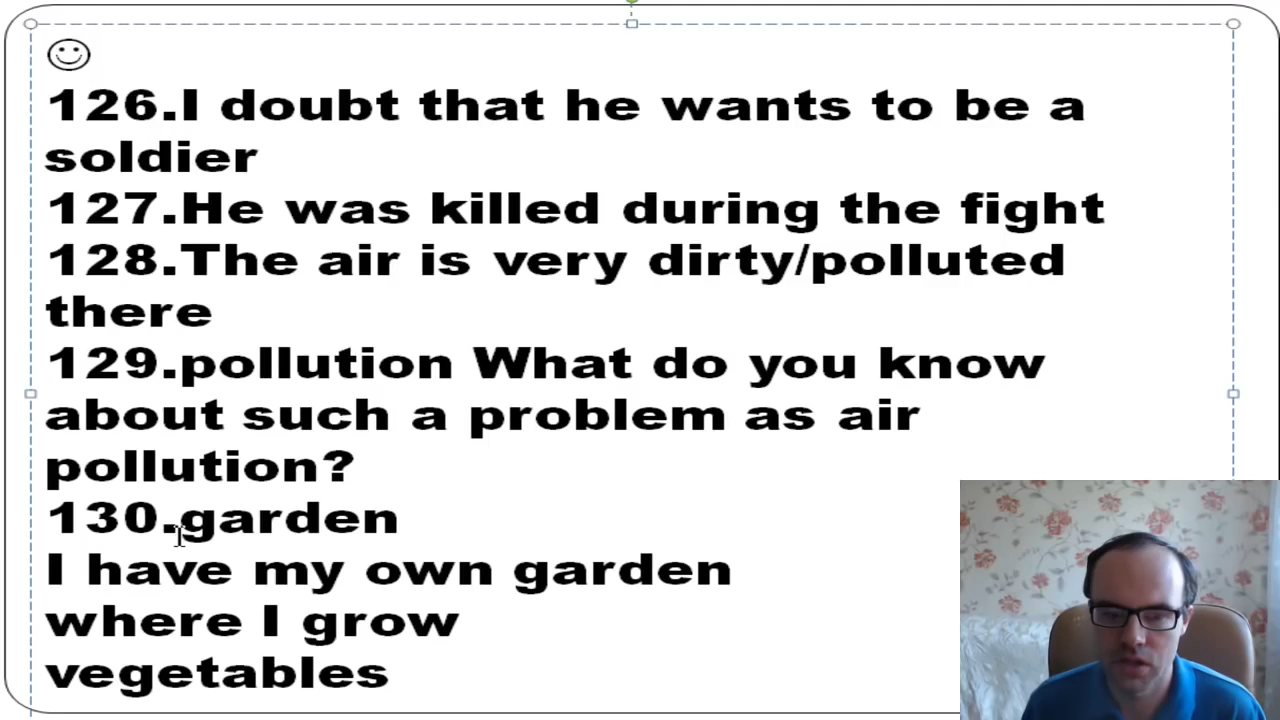 126.I doubt that he wants to be a
soldier
127.He was killed during the fight
128.The air is very dirty/polluted
there
129.pollution What do you know
about such a problem as air
pollution?
130.garden
I have my own garden
where I grow
vegetables